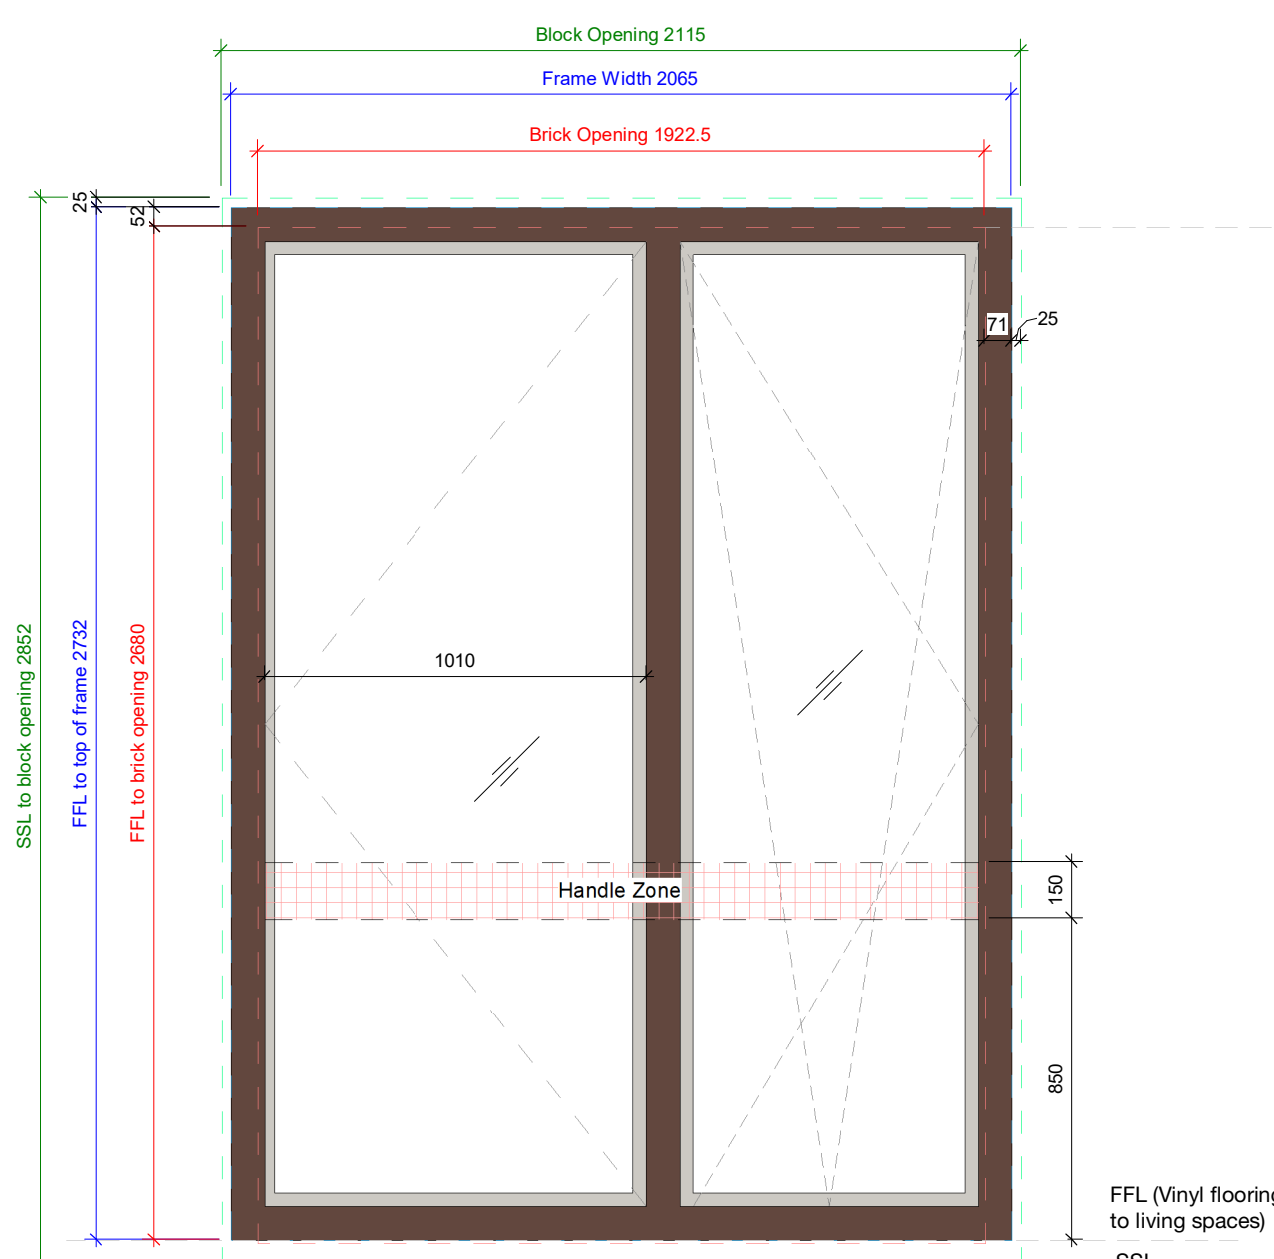 Block Opening 2115
Frame Width 2065
Brick Opening 1922.5
25
52
71
25
SSL to block opening 2852
FFL to top of frame 2732
FFL to brick opening 2680
1010
Handle Zone
150
850
FFL (Vinyl flooring
to living spaces)
SSL